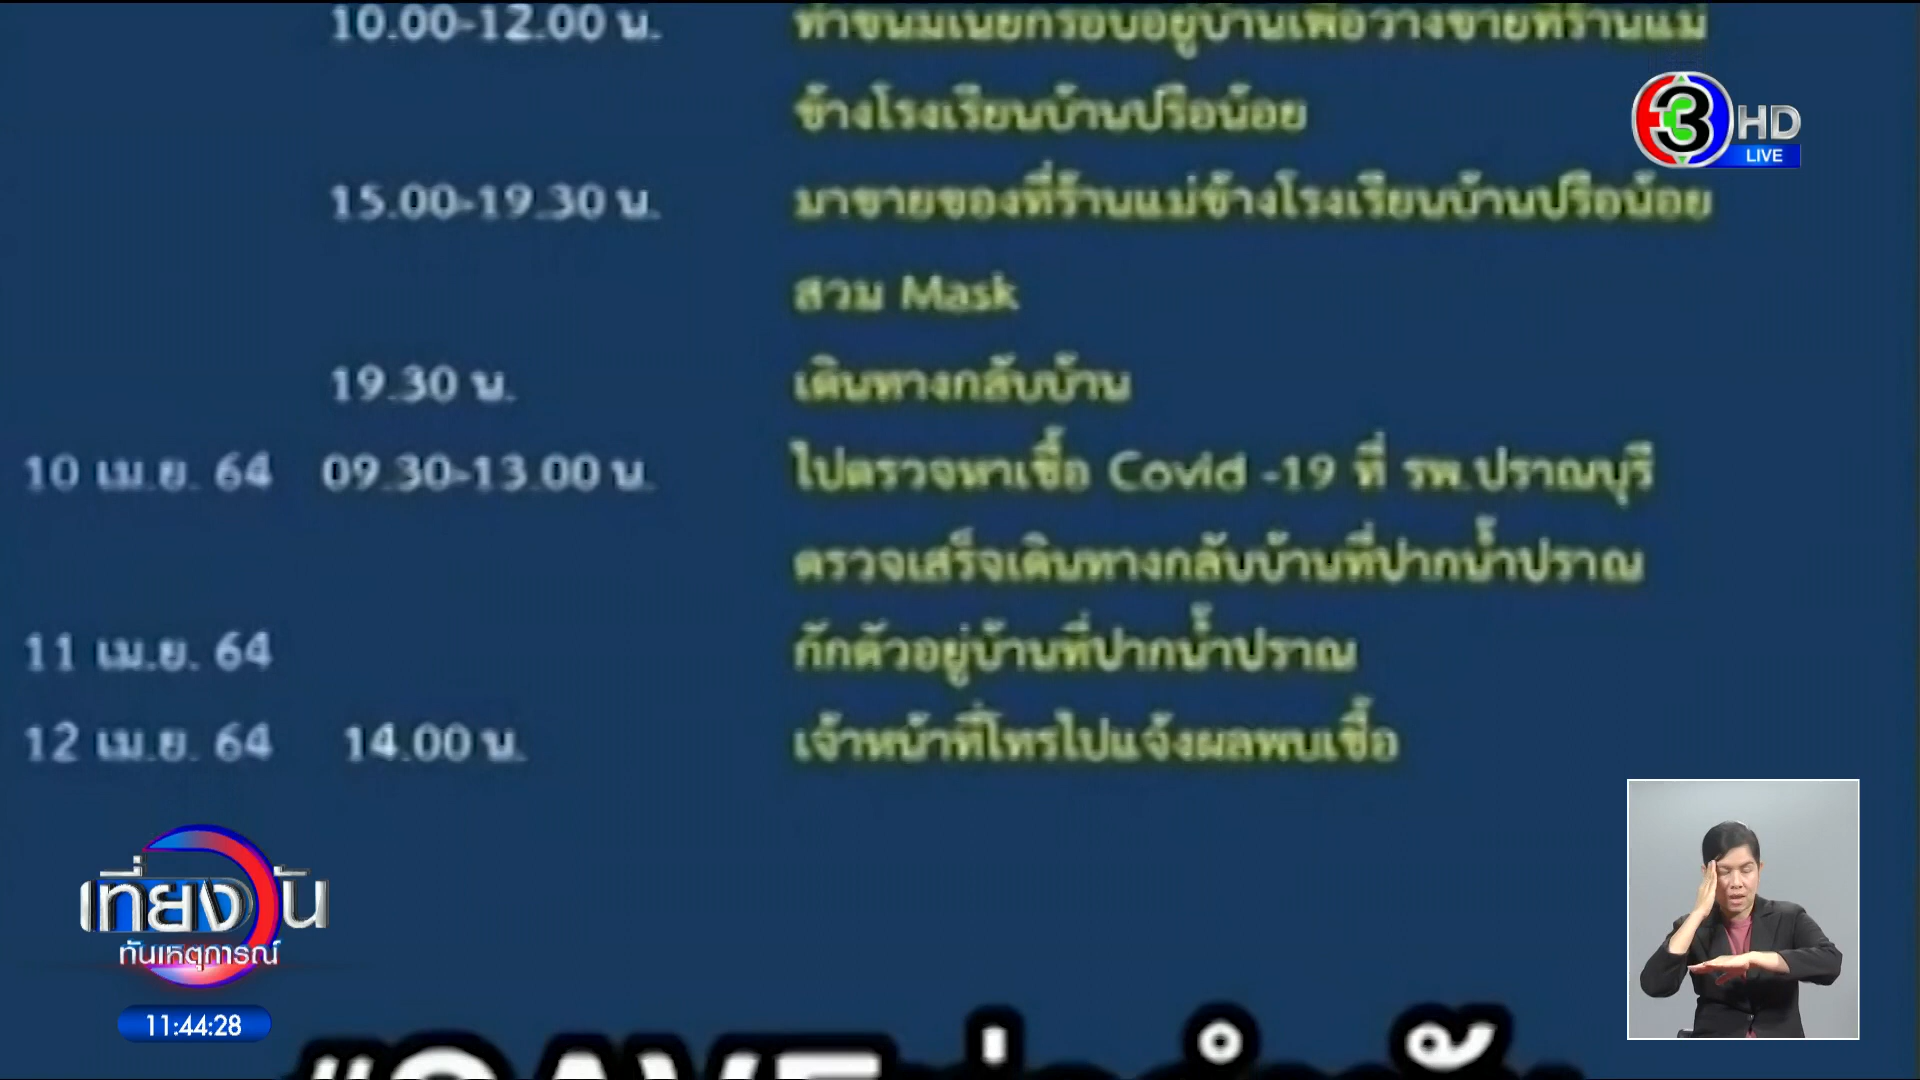 10.00-12.00 น. ทำขนมเนยกรอบอยู่บ้านเพื่อวางขายที่ร้านแม่
ข้างโรงเรียนบ้านปรือน้อย
3 HD
LIVE
15.00-19.30 น. มาขายของที่ร้านแม่ข้างโรงเรียนบ้านปรือน้อย
สวม Mask
19.30 น. เดินทางกลับบ้าน
10 เม.ย. 64 09.30-13.00 น. ไปตรวจหาเชื้อ Covid -19 ที่ รพ.ปราณบุรี
ตรวจเสร็จเดินทางกลับบ้านที่ปากน้ำปราณ
11 เม.ย. 64 กักตัวอยู่บ้านที่ปากน้ำปราณ
12 เม.ย. 64 14.00 น. เจ้าหน้าที่โทรไปแจ้งผลพบเชื้อ
เที่ยงวัน
ทันเหตุการณ์
11:44:28